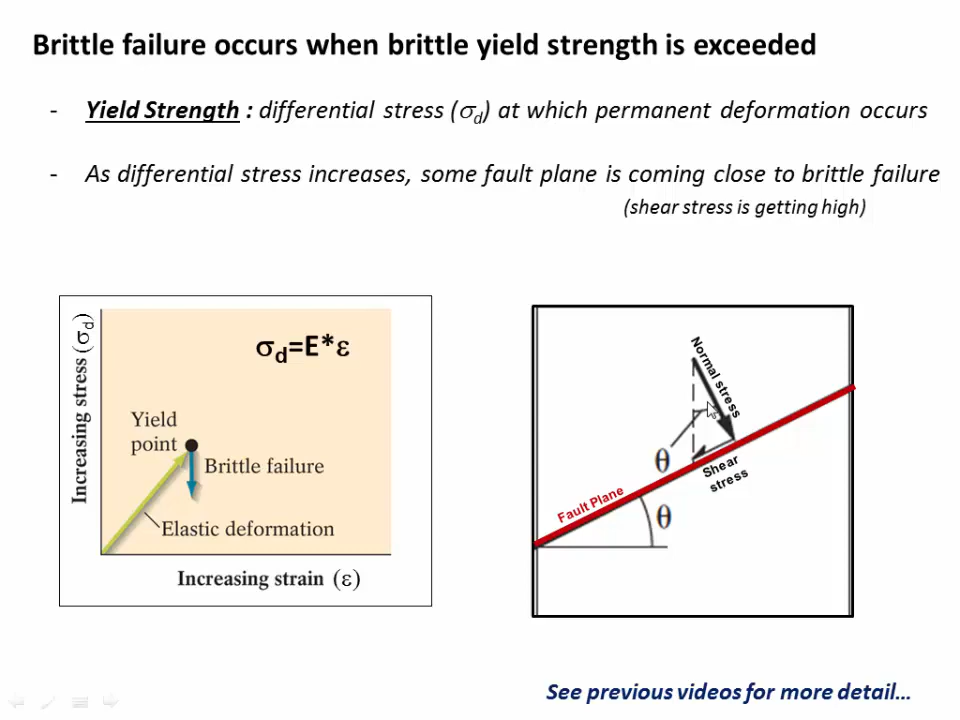 Brittle failure occurs when brittle yield strength is exceeded
- Yield Strength : differential stress (σd) at which permanent deformation occurs
- As differential stress increases, some fault plane is coming close to brittle failure
(shear stress is getting high)
Increasing stress (σd)
σd=E*ε
Yield
point
Brittle failure
Elastic deformation
Increasing strain (ε)
Normal stress
θ
Shear
stress
Fault Plane
θ
See previous videos for more detail...